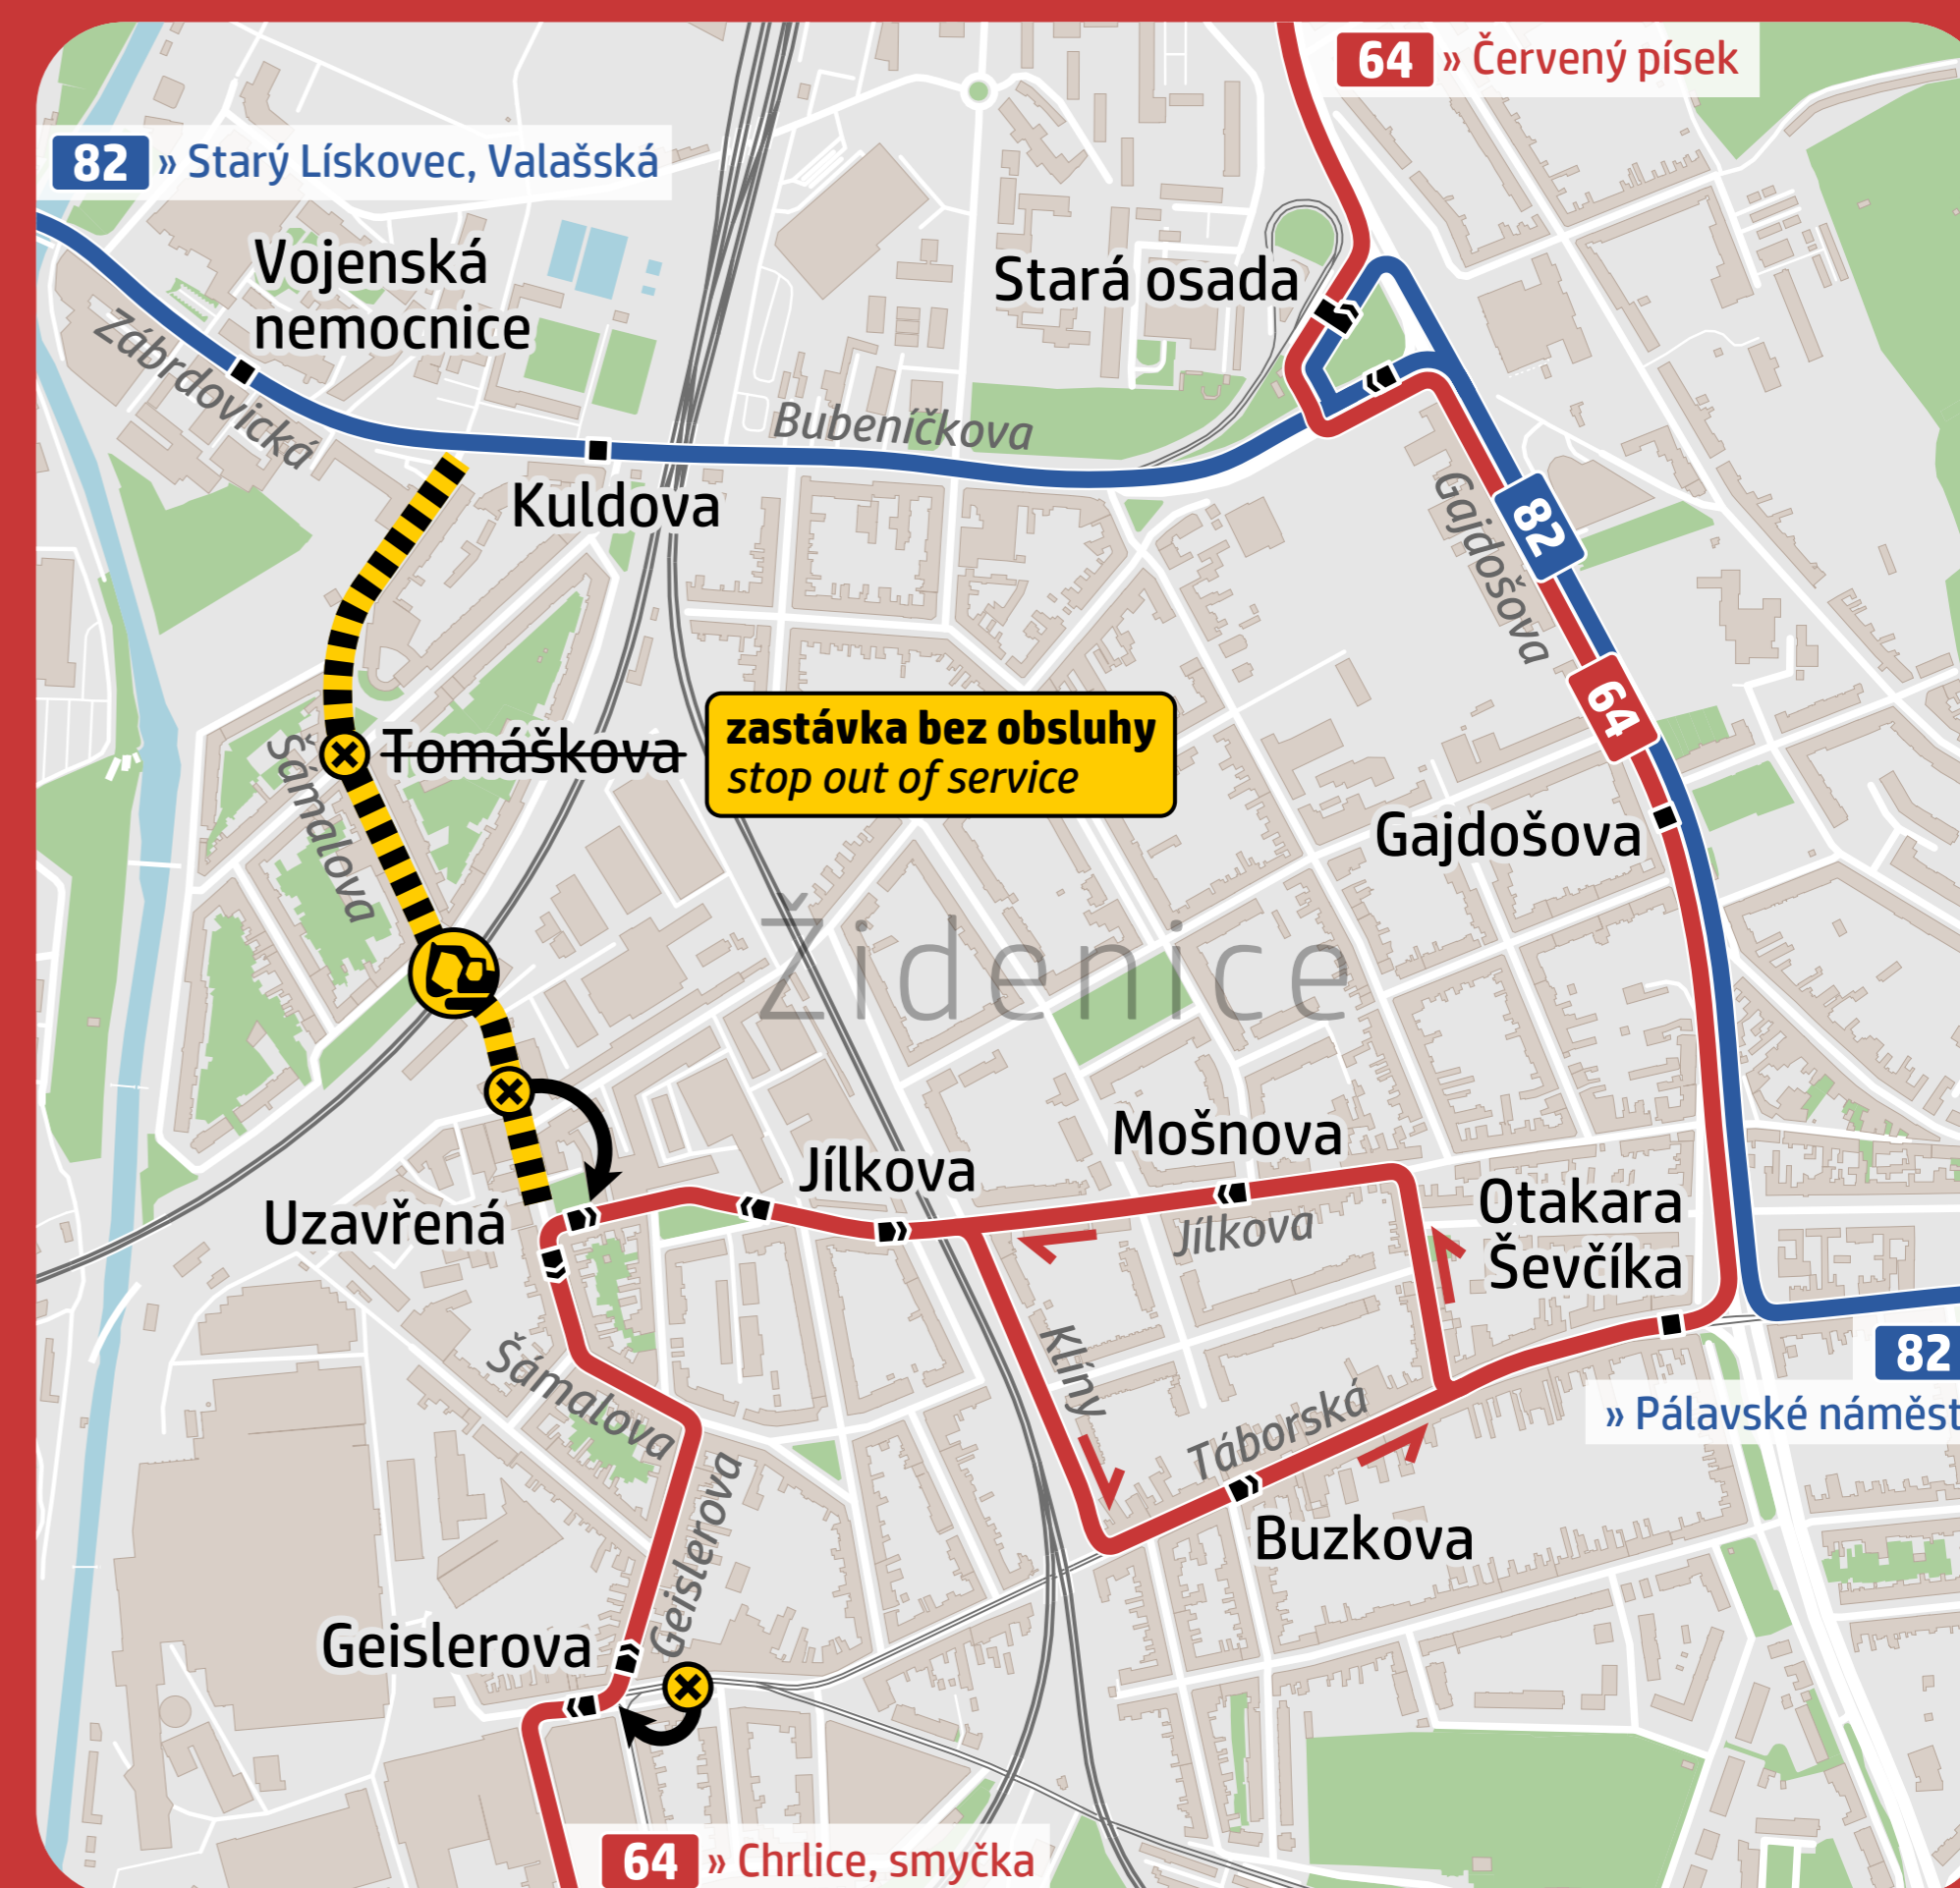 64 » Červený písek
82 » Starý Lískovec, Valašská
Vojenská
nemocnice
Stará osada
Zábrdovická
Bubeníčkova
Kuldova
Gajdošova
82
64
Tomáškova
zastávka bez obsluhy
stop out of service
Šámalova
Gajdošova
Židenice
Mošnova
Jílkova
Otakara
Ševčíka
Uzavřená
Jílkova
Klíny
Šámalova
Táborská
82
» Pálavské náměst
Geislerova
Buzkova
Geislerova
64 » Chrlice, smyčka